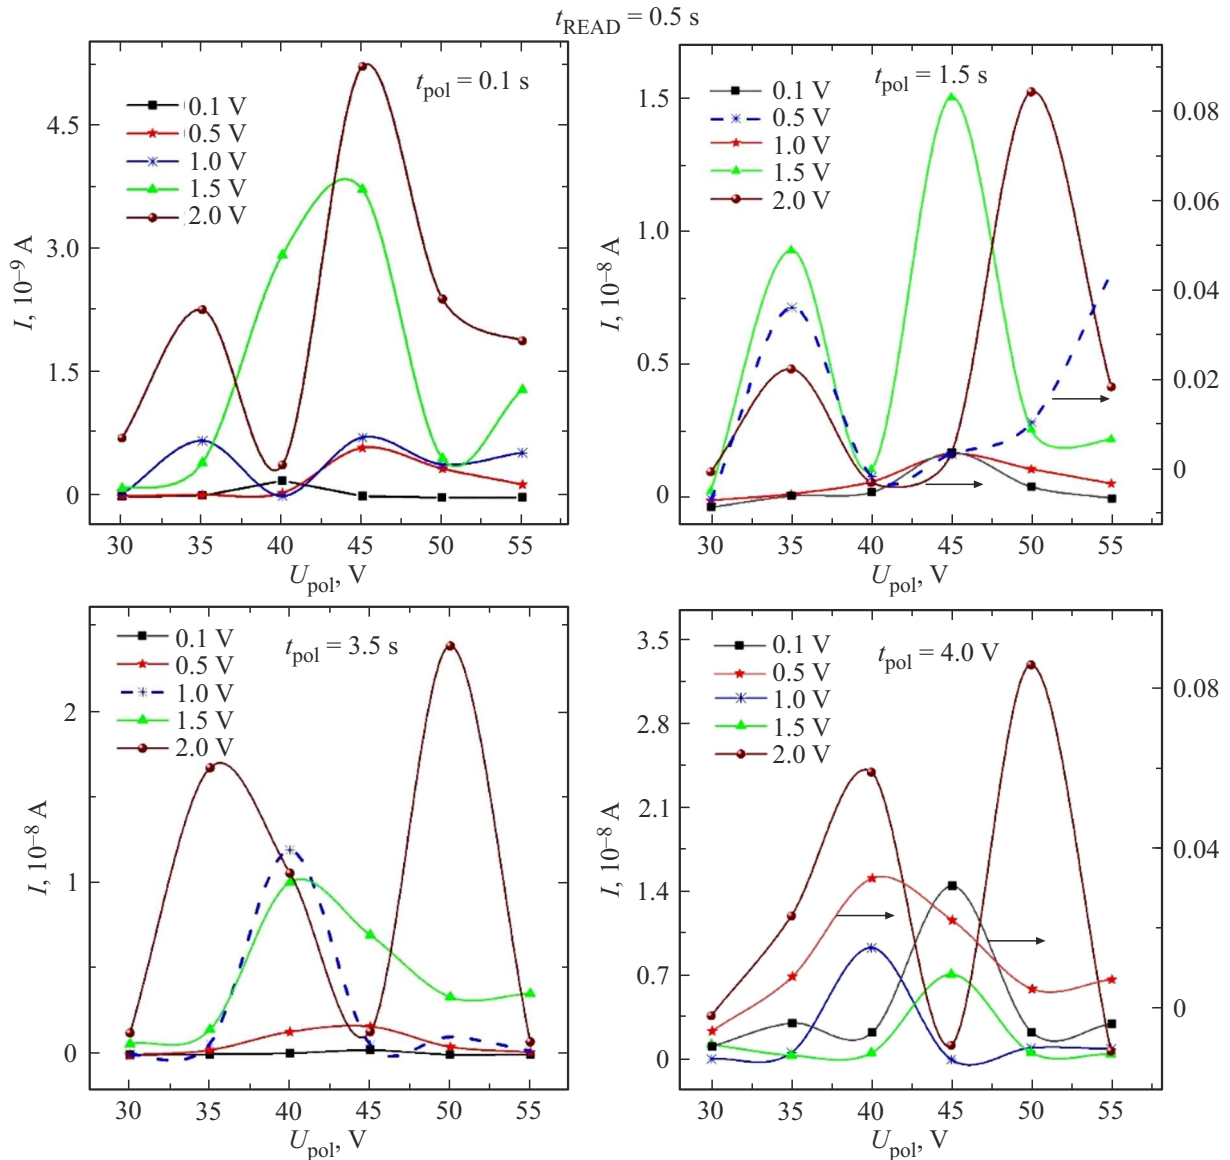 t_READ = 0.5 s
t_pol = 0.1 s
0.1 V
0.5 V
1.0 V
1.5 V
2.0 V
4.5
3.0
1.5
0
I, 10⁻⁹ A
30 35 40 45 50 55
U_pol, V
t_pol = 1.5 s
0.1 V
0.5 V
1.0 V
1.5 V
2.0 V
1.5
1.0
0.5
0
I, 10⁻⁸ A
0.08
0.06
0.04
0.02
0
30 35 40 45 50 55
U_pol, V
t_pol = 3.5 s
0.1 V
0.5 V
1.0 V
1.5 V
2.0 V
2
1
0
I, 10⁻⁸ A
30 35 40 45 50 55
U_pol, V
t_pol = 4.0 V
0.1 V
0.5 V
1.0 V
1.5 V
2.0 V
3.5
2.8
2.1
1.4
0.7
0
I, 10⁻⁸ A
0.08
0.04
0
30 35 40 45 50 55
U_pol, V